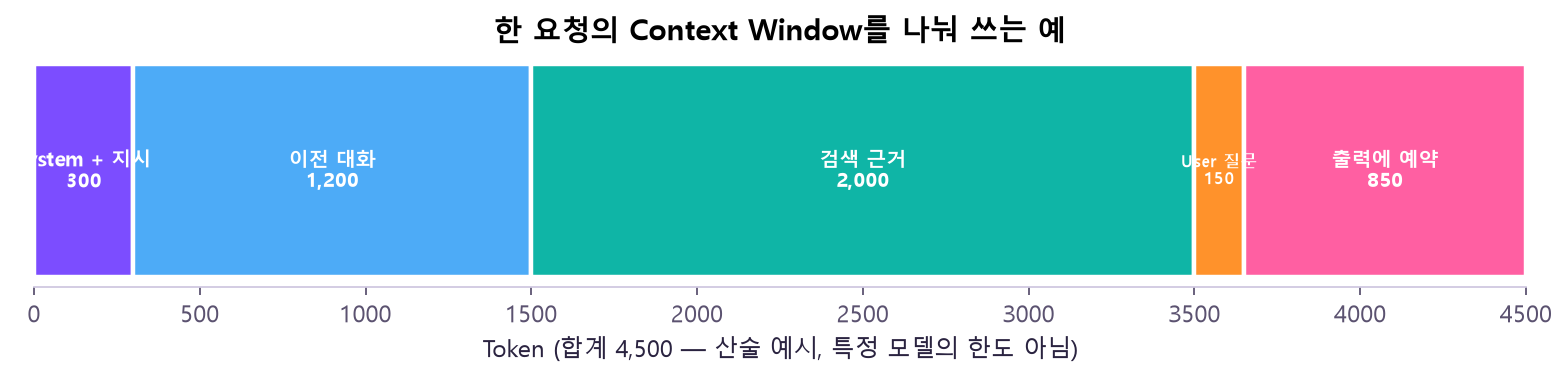 한 요청의 Context Window를 나눠 쓰는 예
ystem + 지시
300
이전 대화
1,200
검색 근거
2,000
User 질문
150
출력에 예약
850
0 500 1000 1500 2000 2500 3000 3500 4000 4500
Token (합계 4,500 — 산술 예시, 특정 모델의 한도 아님)